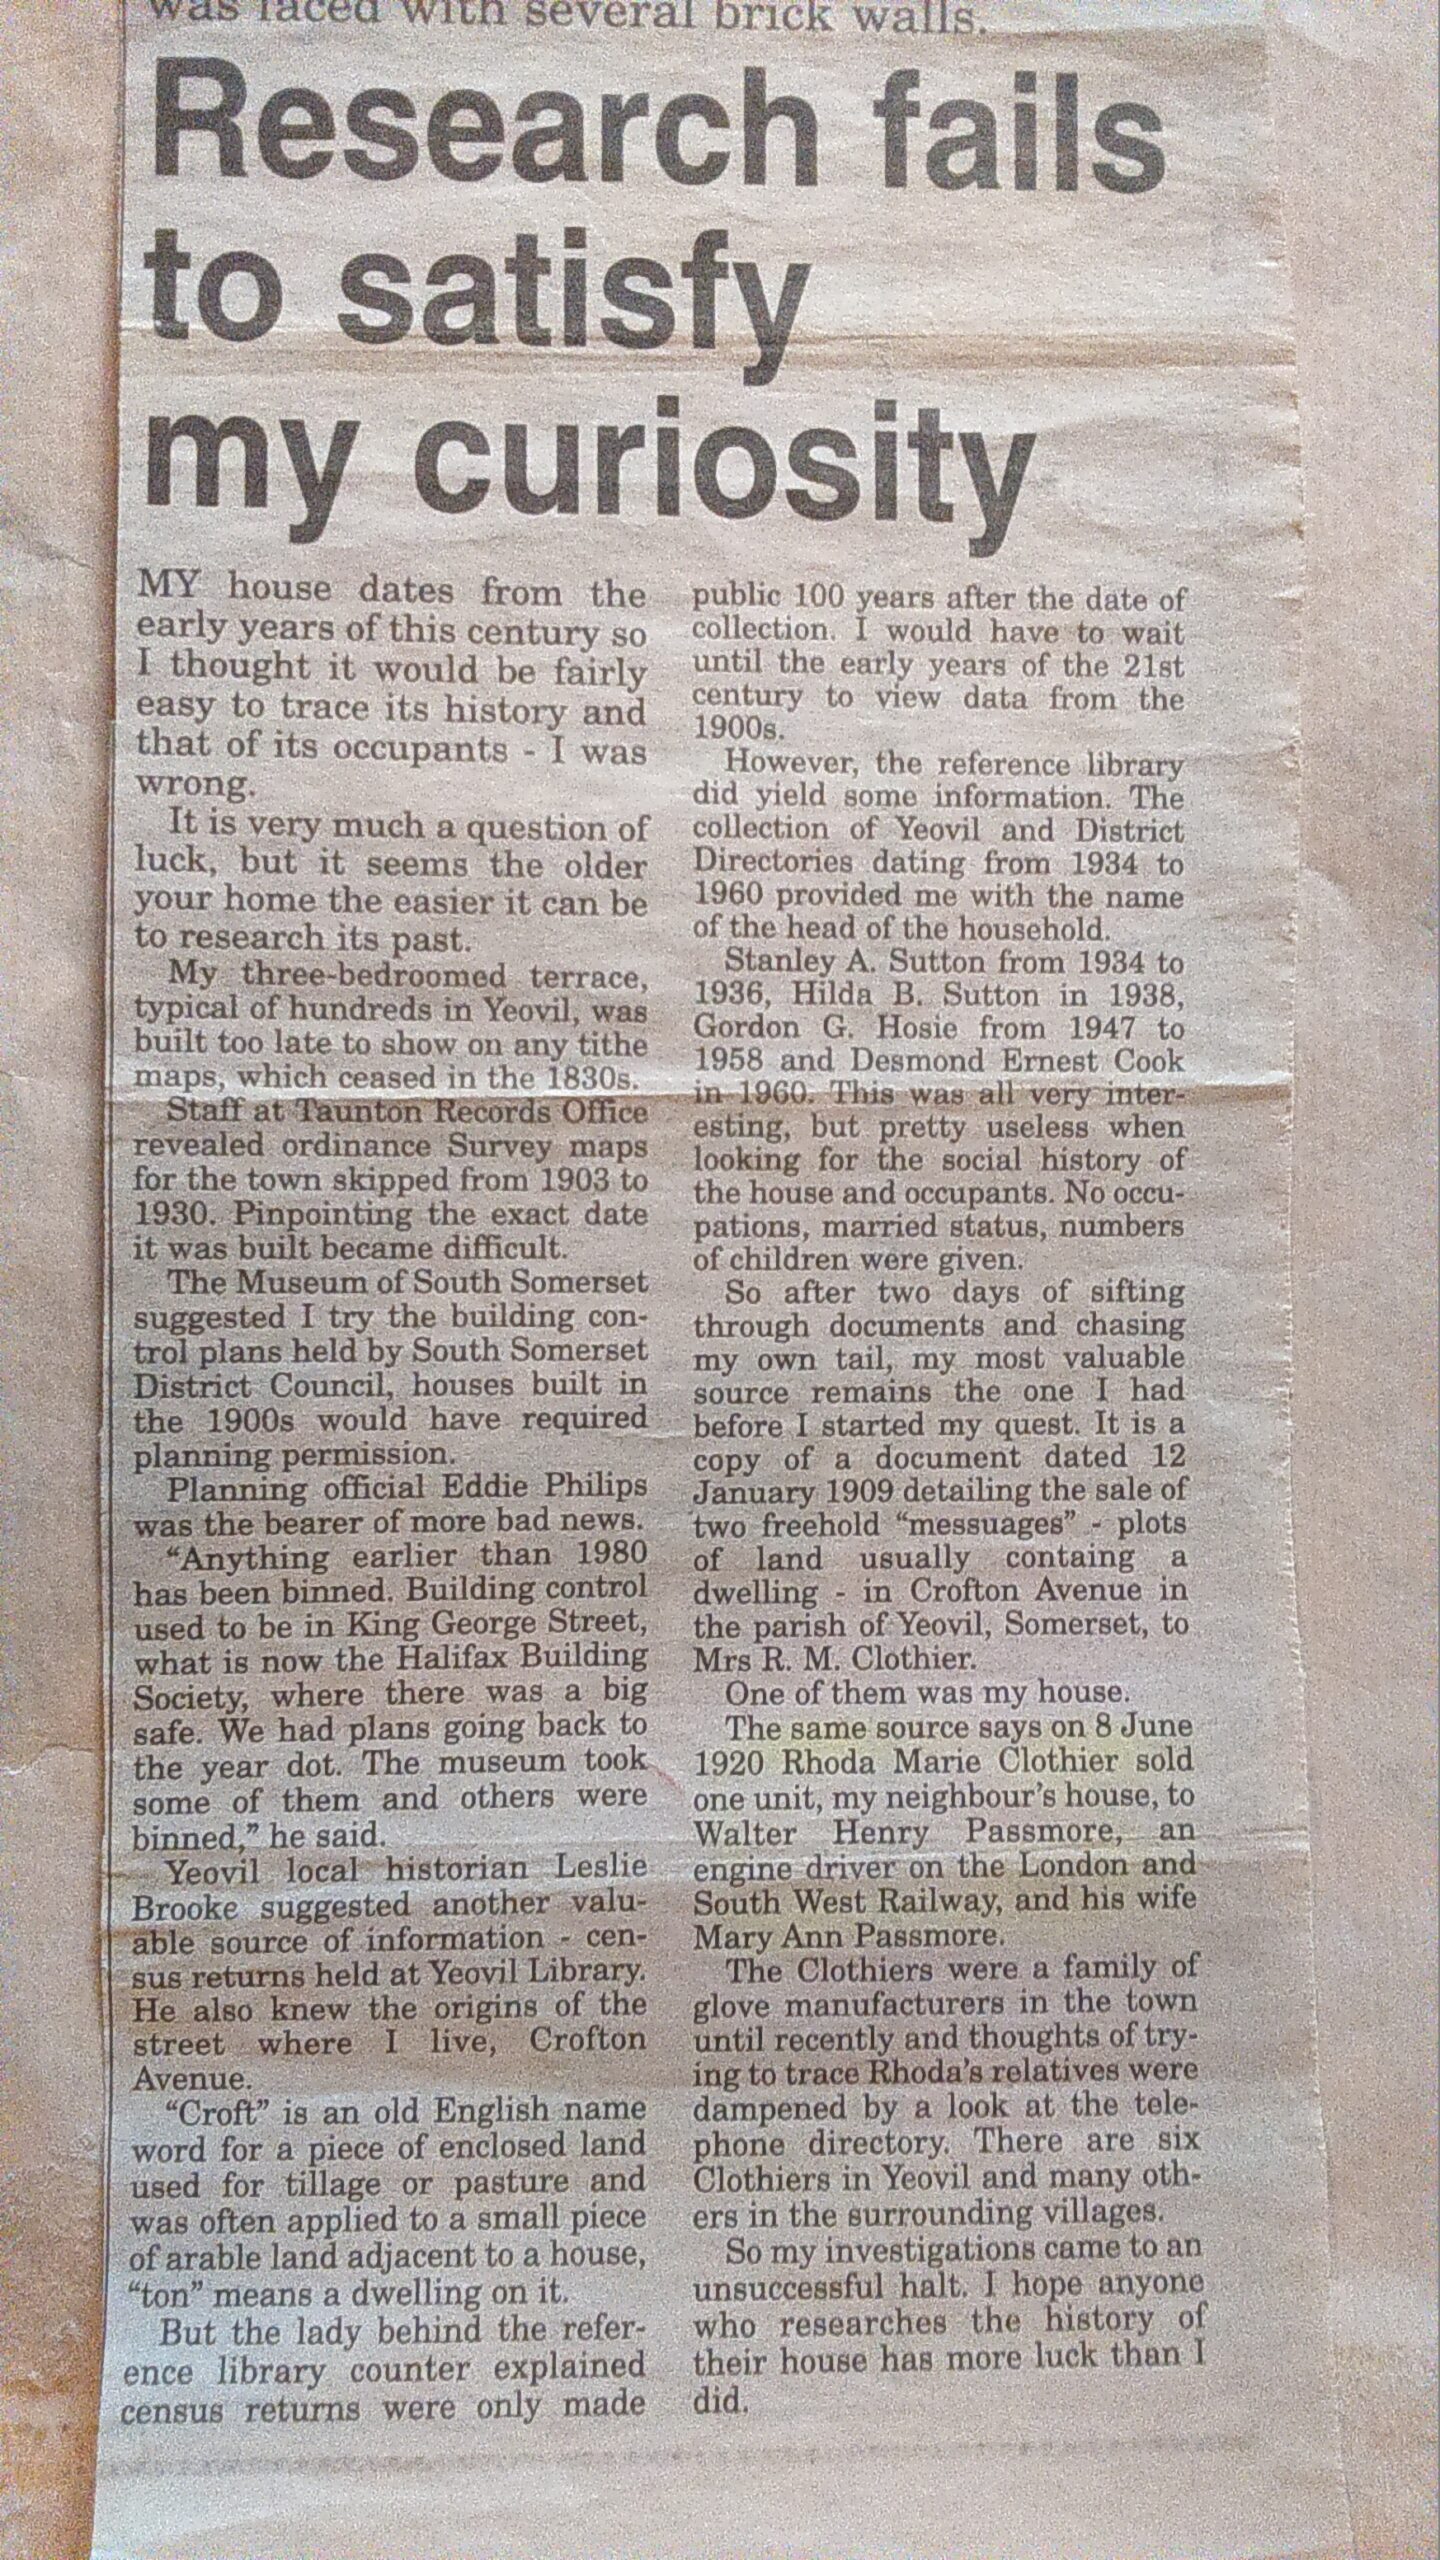 was faced with several brick walls.
Research fails
to satisfy
my curiosity
MY house dates from the
early years of this century so
I thought it would be fairly
easy to trace its history and
that of its occupants - I was
wrong.
It is very much a question of
luck, but it seems the older
your home the easier it can be
to research its past.
My three-bedroomed terrace,
typical of hundreds in Yeovil, was
built too late to show on any tithe
maps, which ceased in the 1830s.
Staff at Taunton Records Office
revealed ordinance Survey maps
for the town skipped from 1903 to
1930. Pinpointing the exact date
it was built became difficult.
The Museum of South Somerset
suggested I try the building con-
trol plans held by South Somerset
District Council, houses built in
the 1900s would have required
planning permission.
Planning official Eddie Philips
was the bearer of more bad news.
“Anything earlier than 1980
has been binned. Building control
used to be in King George Street,
what is now the Halifax Building
Society, where there was a big
safe. We had plans going back to
the year dot. The museum took
some of them and others were
binned,” he said.
Yeovil local historian Leslie
Brooke suggested another valu-
able source of information - cen-
sus returns held at Yeovil Library.
He also knew the origins of the
street where I live, Crofton
Avenue.
“Croft” is an old English name
word for a piece of enclosed land
used for tillage or pasture and
was often applied to a small piece
of arable land adjacent to a house,
“ton” means a dwelling on it.
But the lady behind the refer-
ence library counter explained
census returns were only made
public 100 years after the date of
collection. I would have to wait
until the early years of the 21st
century to view data from the
1900s.
However, the reference library
did yield some information. The
collection of Yeovil and District
Directories dating from 1934 to
1960 provided me with the name
of the head of the household.
Stanley A. Sutton from 1934 to
1936, Hilda B. Sutton in 1938,
Gordon G. Hosie from 1947 to
1958 and Desmond Ernest Cook
in 1960. This was all very inter-
esting, but pretty useless when
looking for the social history of
the house and occupants. No occu-
pations, married status, numbers
of children were given.
So after two days of sifting
through documents and chasing
my own tail, my most valuable
source remains the one I had
before I started my quest. It is a
copy of a document dated 12
January 1909 detailing the sale of
two freehold “messuages” - plots
of land usually containg a
dwelling - in Crofton Avenue in
the parish of Yeovil, Somerset, to
Mrs R. M. Clothier.
One of them was my house.
The same source says on 8 June
1920 Rhoda Marie Clothier sold
one unit, my neighbour's house, to
Walter Henry Passmore, an
engine driver on the London and
South West Railway, and his wife
Mary Ann Passmore.
The Clothiers were a family of
glove manufacturers in the town
until recently and thoughts of try-
ing to trace Rhoda's relatives were
dampened by a look at the tele-
phone directory. There are six
Clothiers in Yeovil and many oth-
ers in the surrounding villages.
So my investigations came to an
unsuccessful halt. I hope anyone
who researches the history of
their house has more luck than I
did.